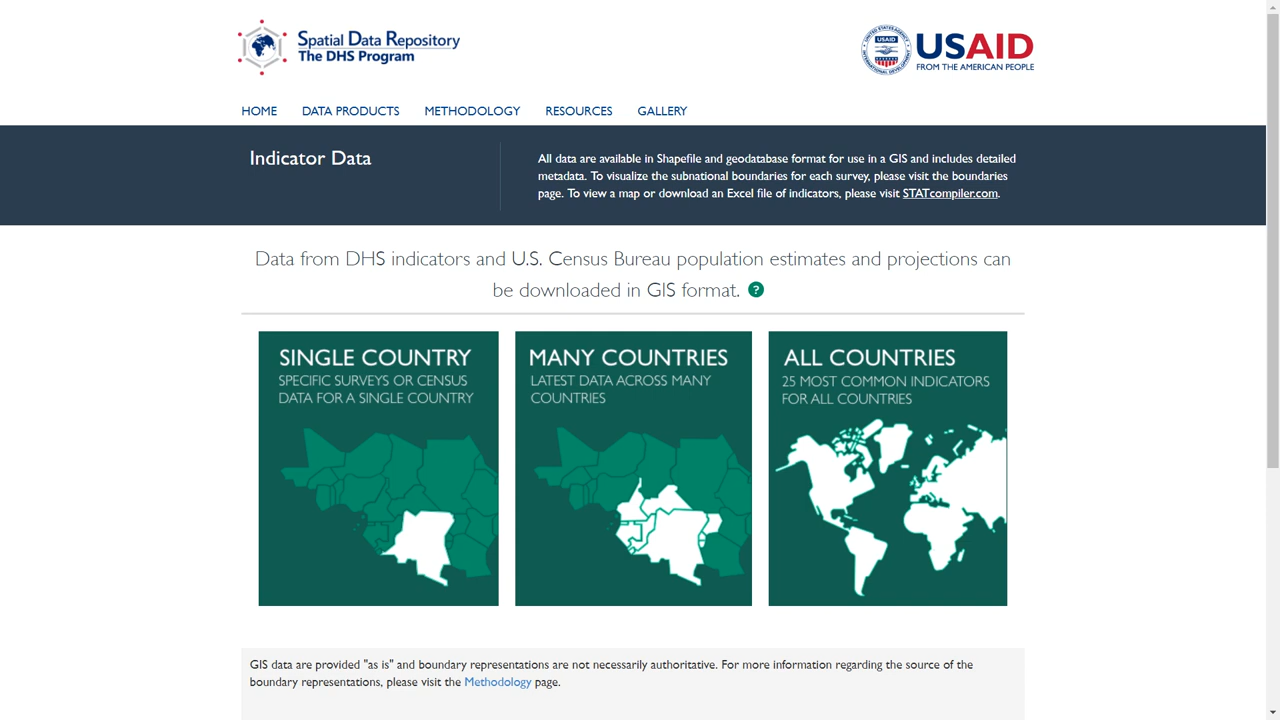 Spatial Data Repository
The DHS Program
USAID
USAID
FROM THE AMERICAN PEOPLE
HOME DATA PRODUCTS METHODOLOGY RESOURCES GALLERY
Indicator Data
All data are available in Shapefile and geodatabase format for use in a GIS and includes detailed
metadata. To visualize the subnational boundaries for each survey, please visit the boundaries
page. To view a map or download an Excel file of indicators, please visit STATcompiler.com.
Data from DHS indicators and U.S. Census Bureau population estimates and projections can
be downloaded in GIS format. ?
SINGLE COUNTRY
SPECIFIC SURVEYS OR CENSUS
DATA FOR A SINGLE COUNTRY
MANY COUNTRIES
LATEST DATA ACROSS MANY
COUNTRIES
ALL COUNTRIES
25 MOST COMMON INDICATORS
FOR ALL COUNTRIES
GIS data are provided "as is" and boundary representations are not necessarily authoritative. For more information regarding the source of the
boundary representations, please visit the Methodology page.